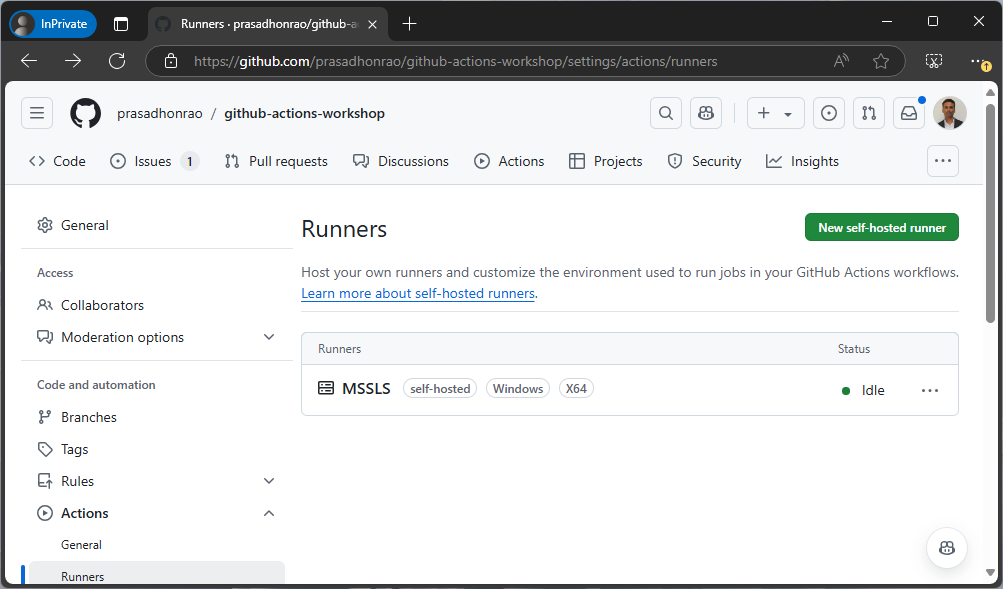 InPrivate
Runners · prasadhonrao/github-a
https://github.com/prasadhonrao/github-actions-workshop/settings/actions/runners
prasadhonrao / github-actions-workshop
Code Issues 1 Pull requests Discussions Actions Projects Security Insights
General
Access
Collaborators
Moderation options
Code and automation
Branches
Tags
Rules
Actions
General
Runners
Runners
New self-hosted runner
Host your own runners and customize the environment used to run jobs in your GitHub Actions workflows.
Learn more about self-hosted runners.
Runners Status
MSSLS self-hosted Windows X64 Idle